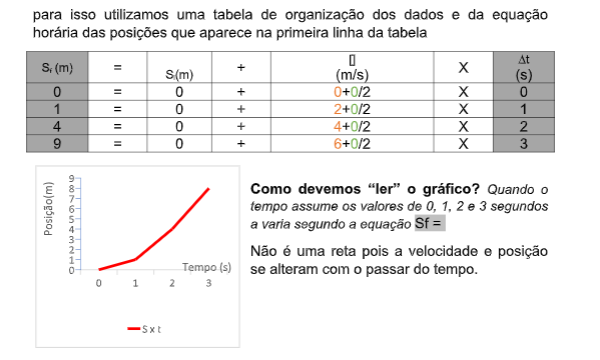 para isso utilizamos uma tabela de organização dos dados e da equação
horária das posições que aparece na primeira linha da tabela
Sf (m) = Si(m) + ▯ (m/s) X Δt (s)
0 = 0 + 0+0/2 X 0
1 = 0 + 2+0/2 X 1
4 = 0 + 4+0/2 X 2
9 = 0 + 6+0/2 X 3
Posição(m)
9
8
7
6
5
4
3
2
1
0
Tempo (s)
0 1 2 3
S x t
Como devemos “ler” o gráfico? Quando o
tempo assume os valores de 0, 1, 2 e 3 segundos
a varia segundo a equação Sf =
Não é uma reta pois a velocidade e posição
se alteram com o passar do tempo.